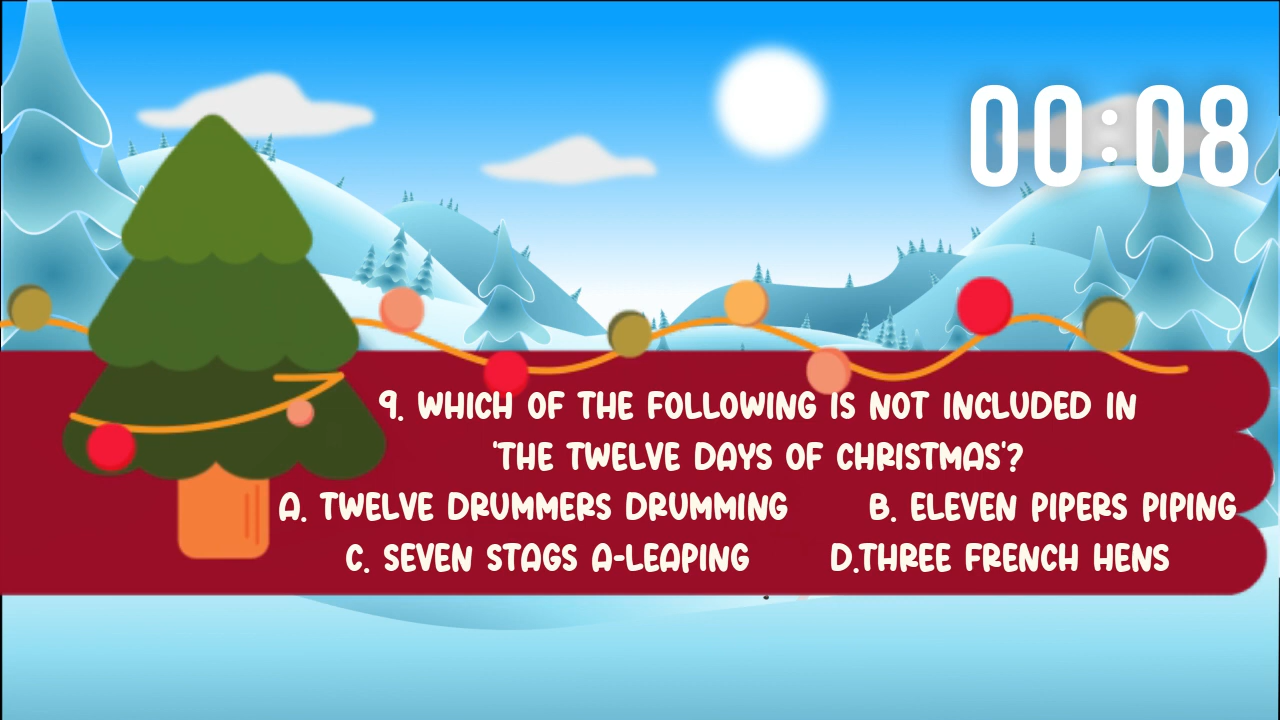 00:08
9. WHICH OF THE FOLLOWING IS NOT INCLUDED IN
'THE TWELVE DAYS OF CHRISTMAS'?
A. TWELVE DRUMMERS DRUMMING B. ELEVEN PIPERS PIPING
C. SEVEN STAGS A-LEAPING D.THREE FRENCH HENS